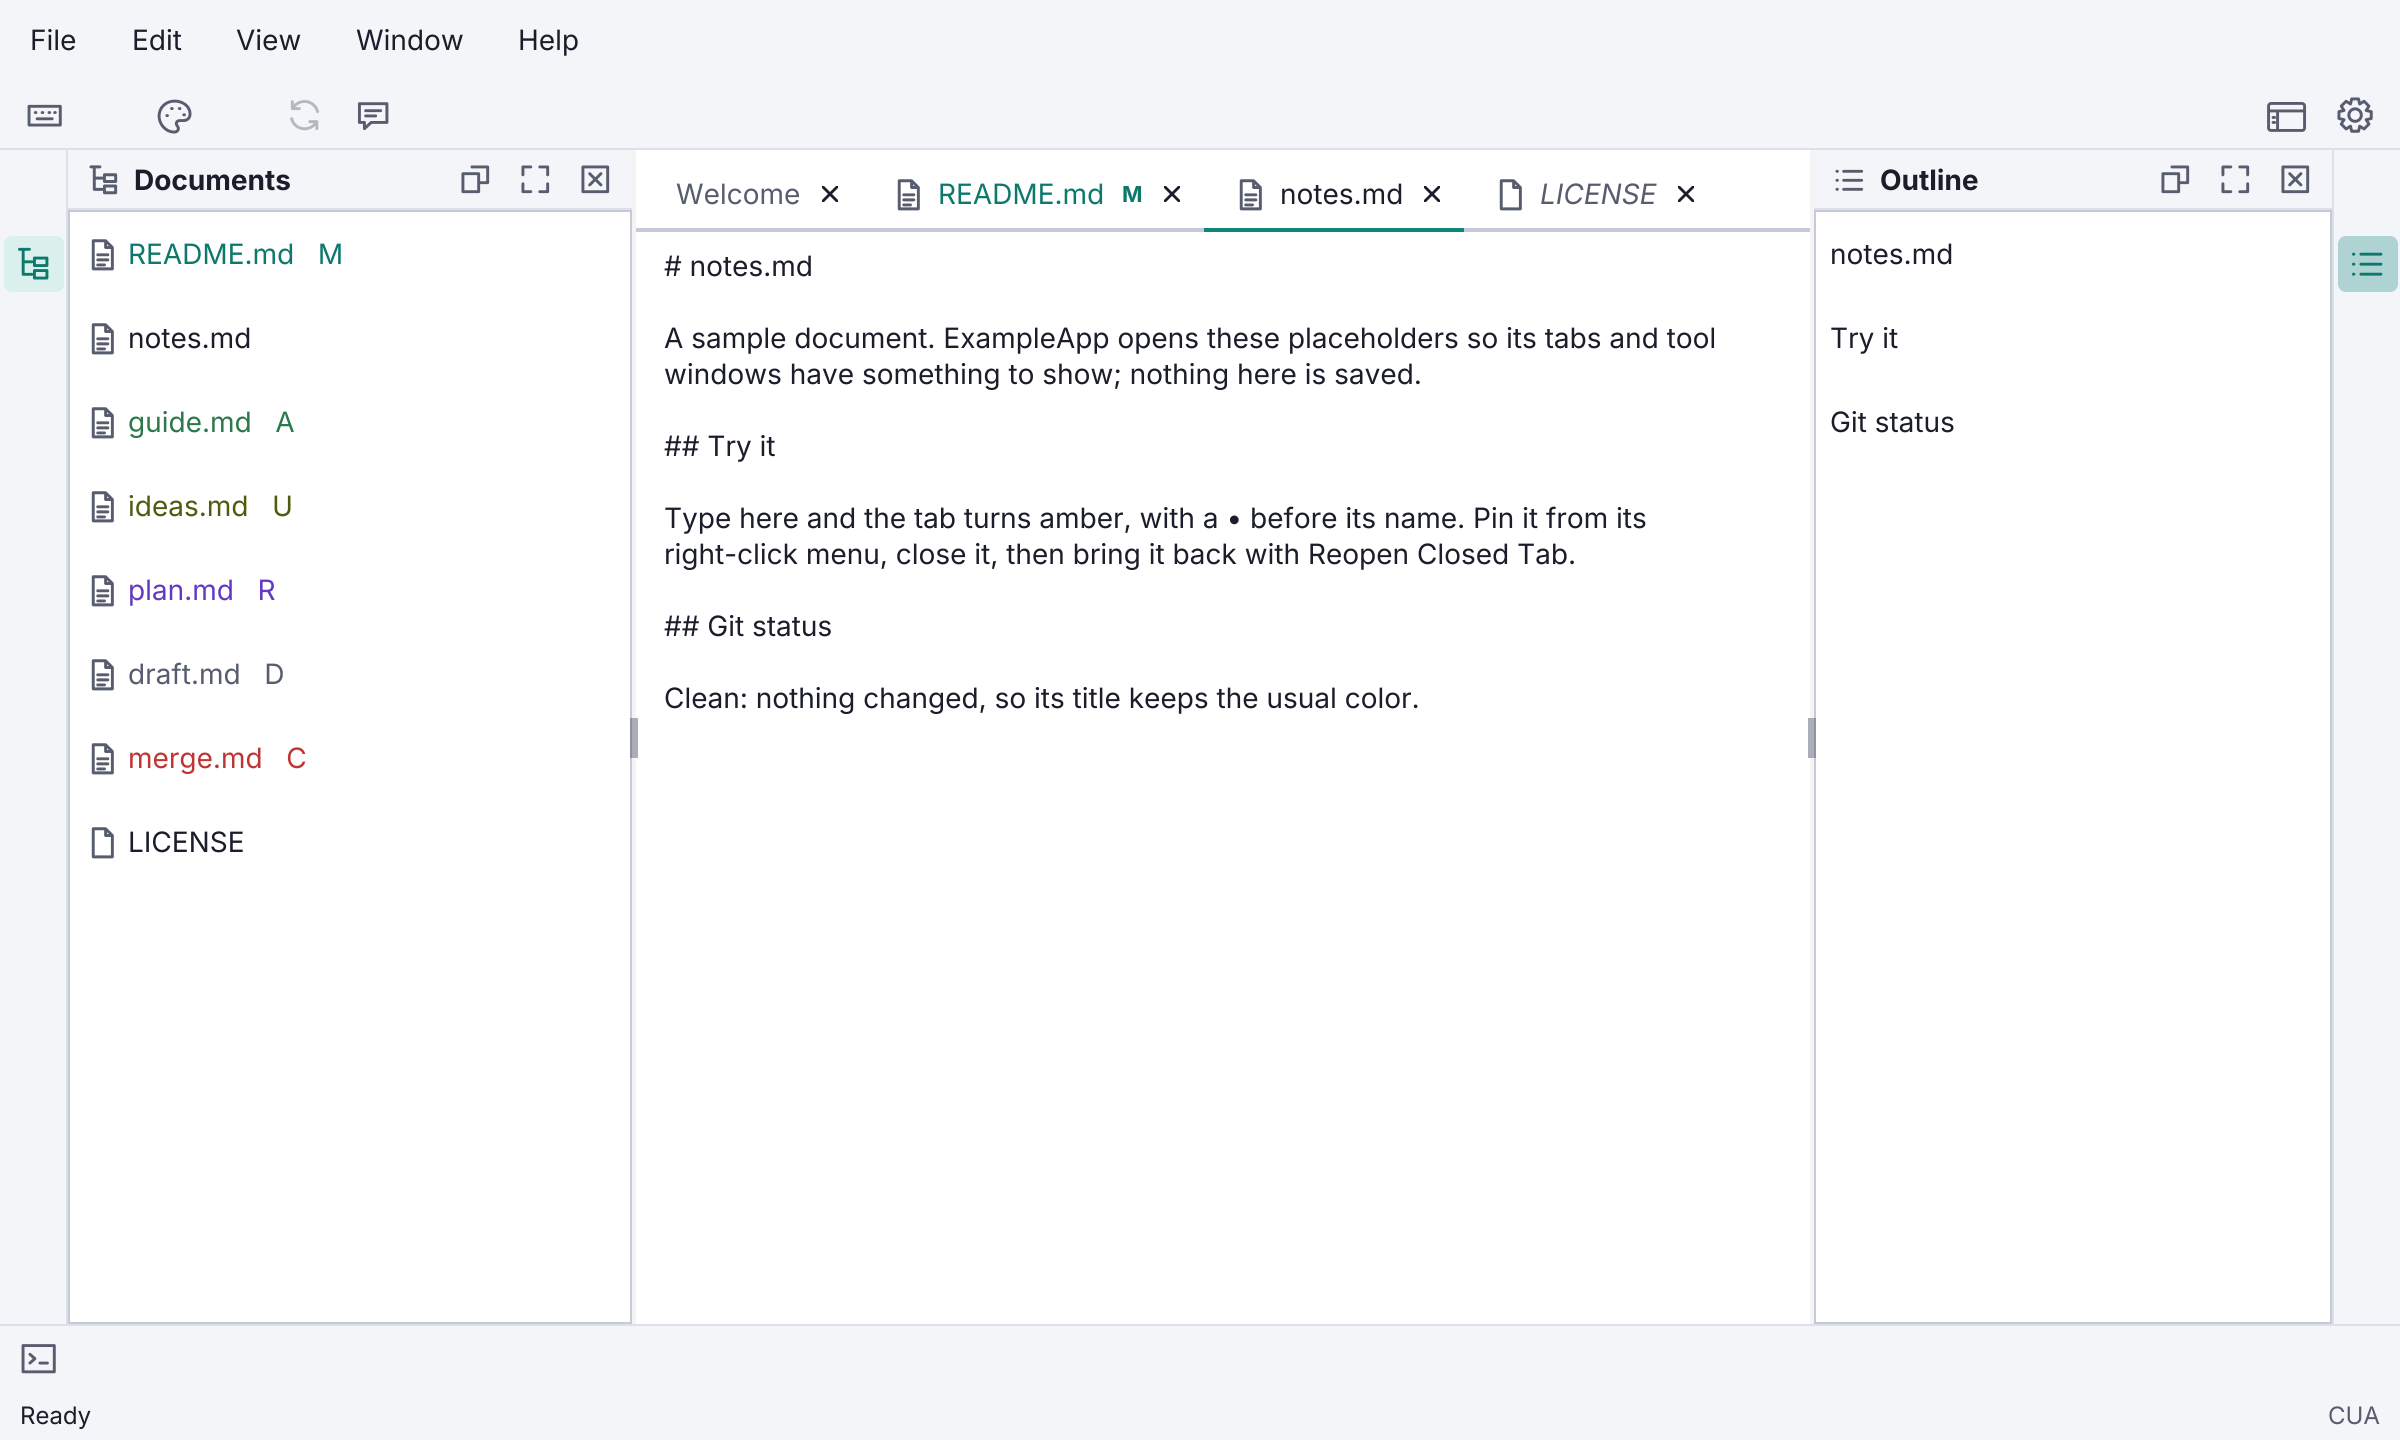 File Edit View Window Help
Documents
README.md M
notes.md
guide.md A
ideas.md U
plan.md R
draft.md D
merge.md C
LICENSE
Welcome README.md M notes.md LICENSE
# notes.md
A sample document. ExampleApp opens these placeholders so its tabs and tool
windows have something to show; nothing here is saved.
## Try it
Type here and the tab turns amber, with a • before its name. Pin it from its
right-click menu, close it, then bring it back with Reopen Closed Tab.
## Git status
Clean: nothing changed, so its title keeps the usual color.
Outline
notes.md
Try it
Git status
Ready
CUA